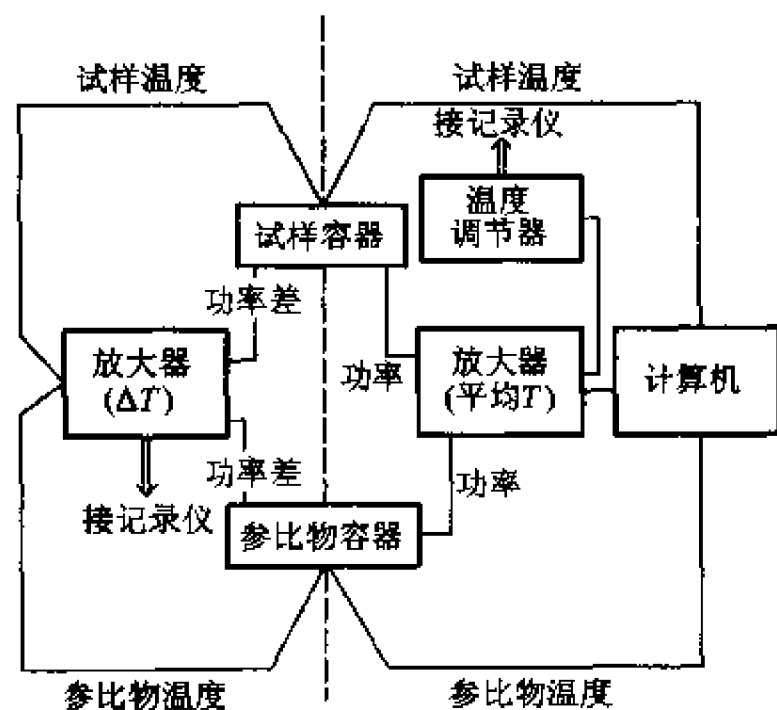 试样温度
试样温度
接记录仪
温度
调节器
试样容器
功率差
放大器
(ΔT)
功率
放大器
(平均T)
计算机
功率差
功率
接记录仪
参比物容器
参比物温度
参比物温度